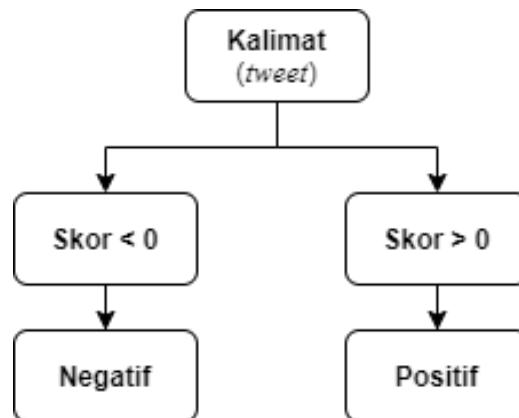 Kalimat
(tweet)
Skor < 0
Skor > 0
Negatif
Positif